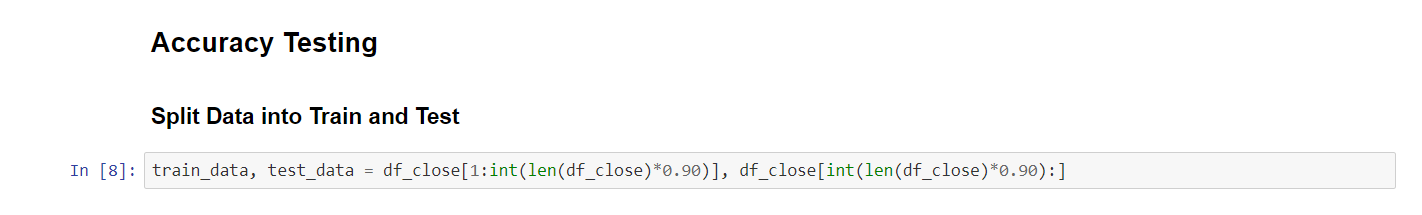 Accuracy Testing
Split Data into Train and Test
In [8]: train_data, test_data = df_close[1:int(len(df_close)*0.90)], df_close[int(len(df_close)*0.90):]